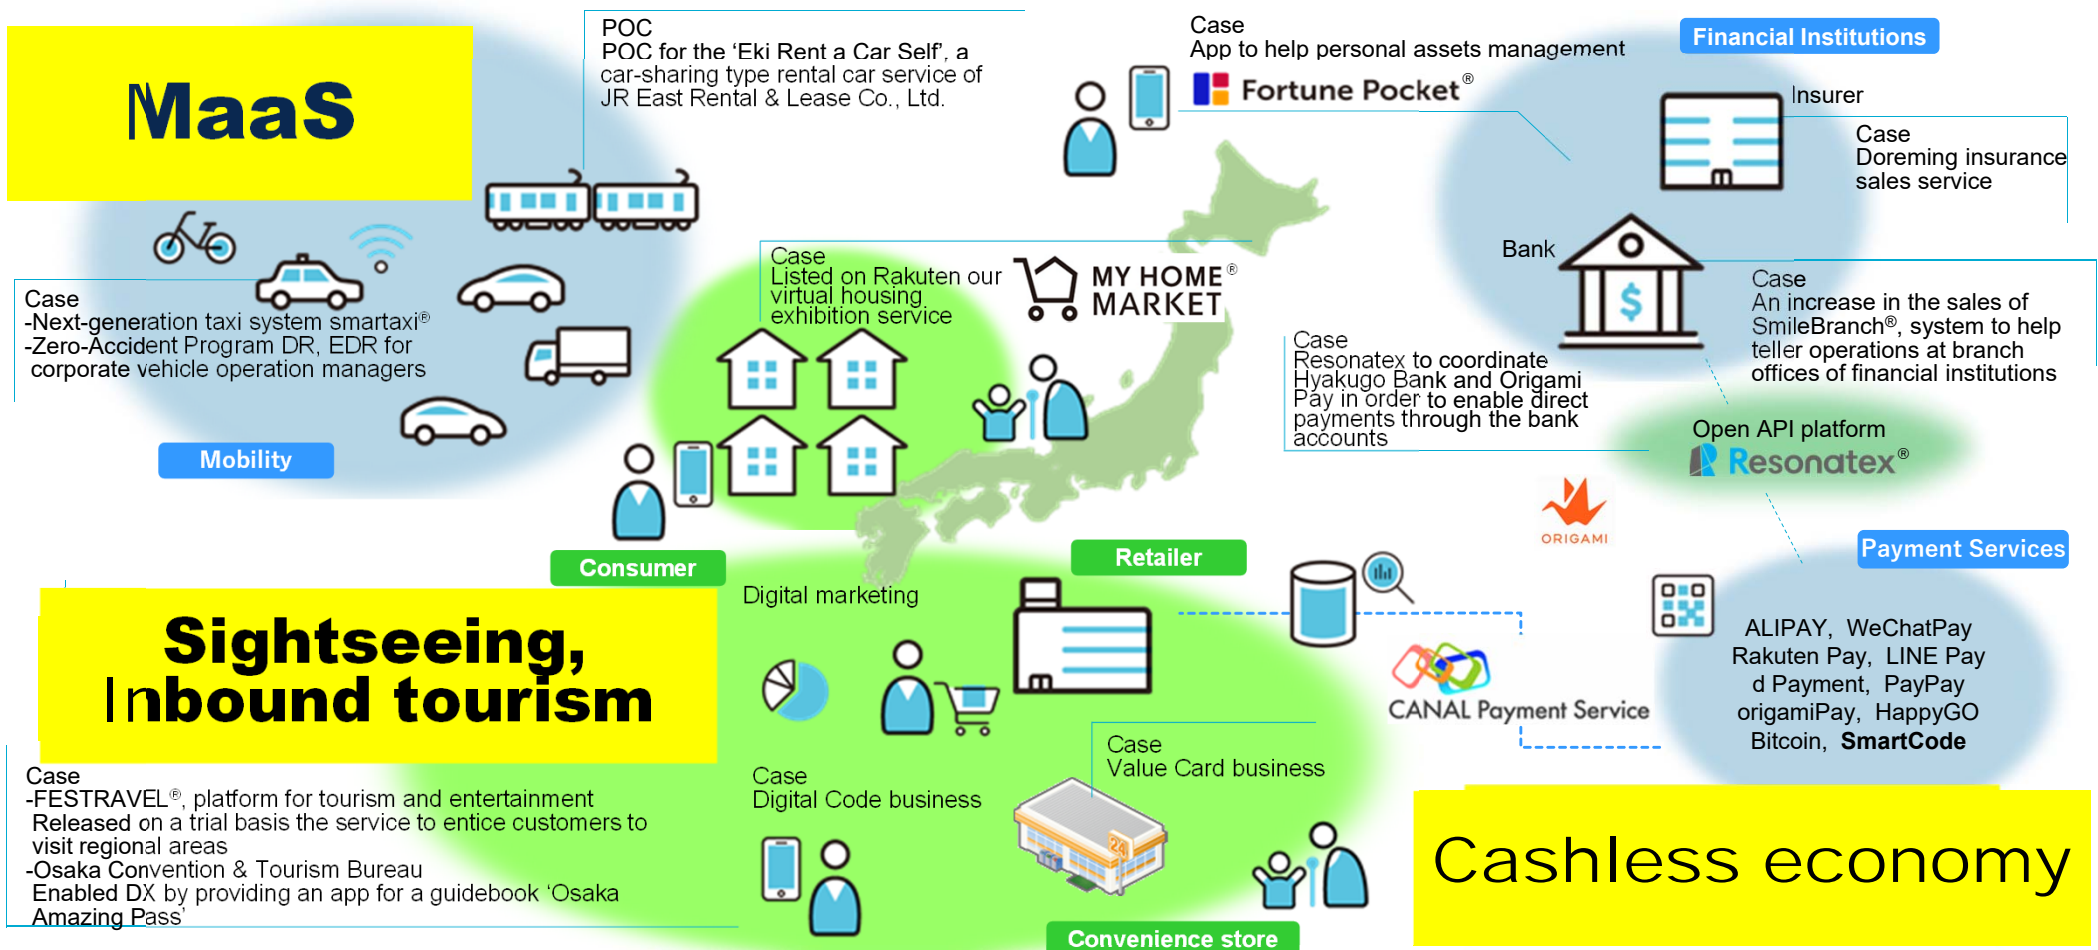 MaaS
POC
POC for the ‘Eki Rent a Car Self’, a
car-sharing type rental car service of
JR East Rental & Lease Co., Ltd.
Case
App to help personal assets management
Fortune Pocket®
Financial Institutions
Insurer
Case
Doreming insurance
sales service
Bank
Case
An increase in the sales of
SmileBranch®, system to help
teller operations at branch
offices of financial institutions
Case
Listed on Rakuten our
virtual housing
exhibition service
MY HOME®
MARKET
Case
-Next-generation taxi system smartaxi®
-Zero-Accident Program DR, EDR for
corporate vehicle operation managers
Mobility
Case
Resonatex to coordinate
Hyakugo Bank and Origami
Pay in order to enable direct
payments through the bank
accounts
Open API platform
Resonatex®
ORIGAMI
Payment Services
Consumer
Retailer
Digital marketing
ALIPAY, WeChatPay
Rakuten Pay, LINE Pay
d Payment, PayPay
origamiPay, HappyGO
Bitcoin, SmartCode
CANAL Payment Service
Sightseeing,
Inbound tourism
Case
-FESTRAVEL®, platform for tourism and entertainment
Released on a trial basis the service to entice customers to
visit regional areas
-Osaka Convention & Tourism Bureau
Enabled DX by providing an app for a guidebook ‘Osaka
Amazing Pass’
Case
Digital Code business
Case
Value Card business
24
Convenience store
Cashless economy